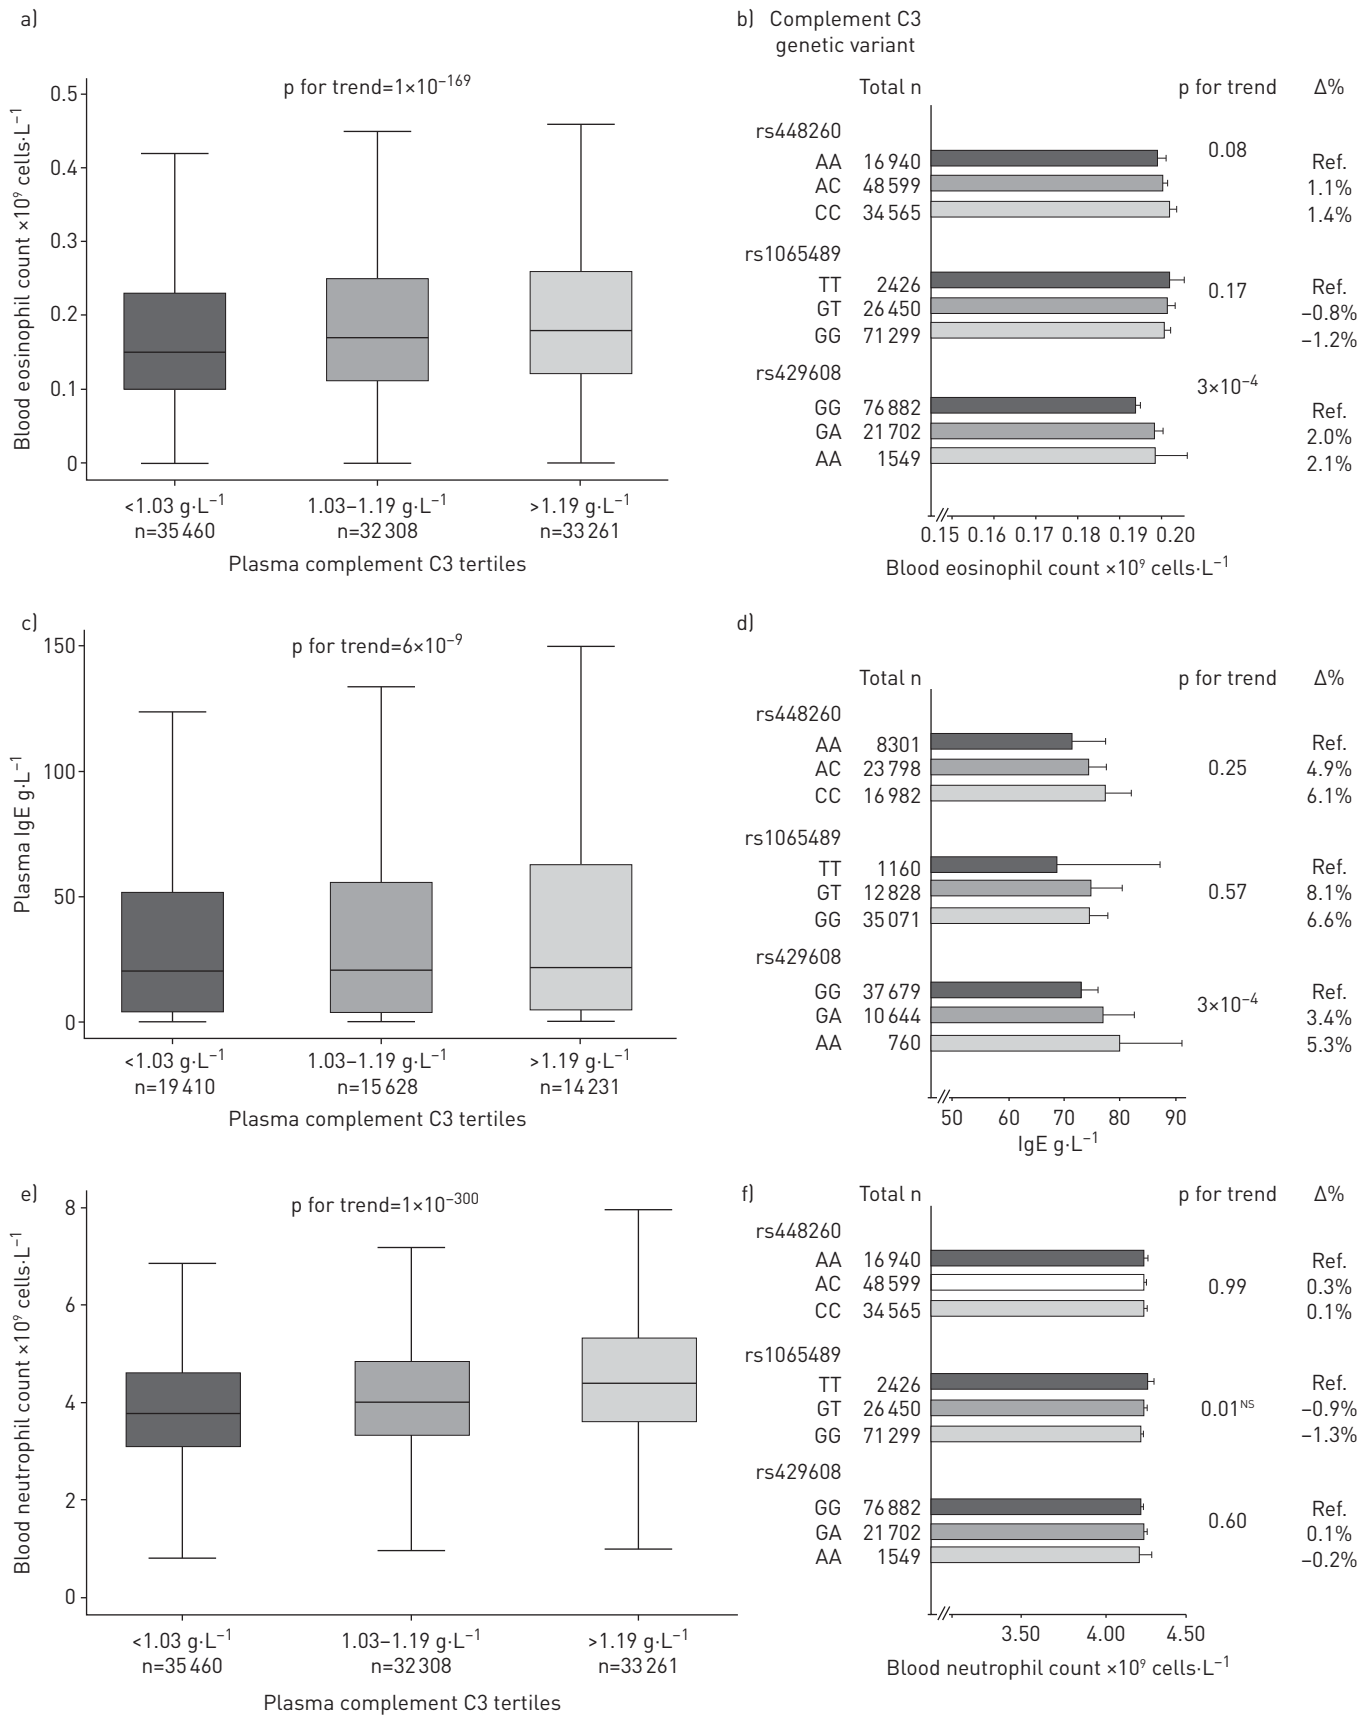 a)
p for trend=1×10⁻¹⁶⁹
Blood eosinophil count ×10⁹ cells·L⁻¹
0.5
0.4
0.3
0.2
0.1
0
<1.03 g·L⁻¹ 1.03–1.19 g·L⁻¹ >1.19 g·L⁻¹
n=35 460 n=32 308 n=33 261
Plasma complement C3 tertiles
b) Complement C3
genetic variant
Total n p for trend Δ%
rs448260
0.08
AA 16 940 Ref.
AC 48 599 1.1%
CC 34 565 1.4%
rs1065489
0.17
TT 2426 Ref.
GT 26 450 –0.8%
GG 71 299 –1.2%
rs429608
3×10⁻⁴
GG 76 882 Ref.
GA 21 702 2.0%
AA 1549 2.1%
0.15 0.16 0.17 0.18 0.19 0.20
Blood eosinophil count ×10⁹ cells·L⁻¹
c)
p for trend=6×10⁻⁹
Plasma IgE g·L⁻¹
150
100
50
0
<1.03 g·L⁻¹ 1.03–1.19 g·L⁻¹ >1.19 g·L⁻¹
n=19 410 n=15 628 n=14 231
Plasma complement C3 tertiles
d)
Total n p for trend Δ%
rs448260
AA 8301 Ref.
AC 23 798 0.25 4.9%
CC 16 982 6.1%
rs1065489
TT 1160 Ref.
GT 12 828 0.57 8.1%
GG 35 071 6.6%
rs429608
GG 37 679 Ref.
3×10⁻⁴
GA 10 644 3.4%
AA 760 5.3%
50 60 70 80 90
IgE g·L⁻¹
e)
p for trend=1×10⁻³⁰⁰
Blood neutrophil count ×10⁹ cells·L⁻¹
8
6
4
2
0
<1.03 g·L⁻¹ 1.03–1.19 g·L⁻¹ >1.19 g·L⁻¹
n=35 460 n=32 308 n=33 261
Plasma complement C3 tertiles
f) Total n p for trend Δ%
rs448260
AA 16 940 Ref.
AC 48 599 0.99 0.3%
CC 34 565 0.1%
rs1065489
TT 2426 Ref.
GT 26 450 0.01ᴺˢ –0.9%
GG 71 299 –1.3%
rs429608
GG 76 882 Ref.
0.60
GA 21 702 0.1%
AA 1549 –0.2%
3.50 4.00 4.50
Blood neutrophil count ×10⁹ cells·L⁻¹